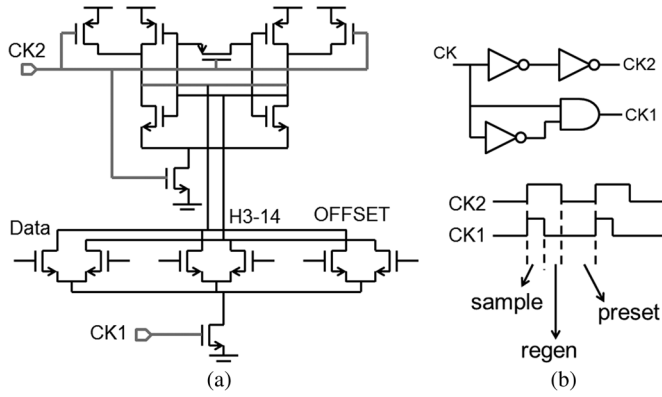 (a)
CK2
Data
H3-14
OFFSET
CK1
(a)
CK
CK2
CK1
CK2
CK1
sample
preset
regen
(b)